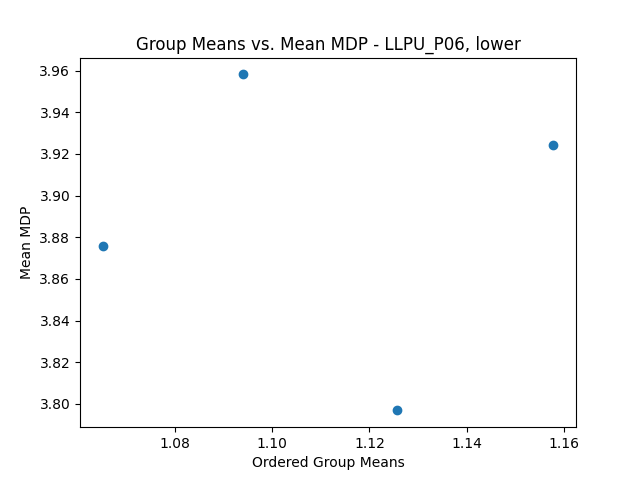 Group Means vs. Mean MDP - LLPU_P06, lower
3.96
3.94
3.92
3.90
3.88
3.86
3.84
3.82
3.80
Mean MDP
1.08 1.10 1.12 1.14 1.16
Ordered Group Means